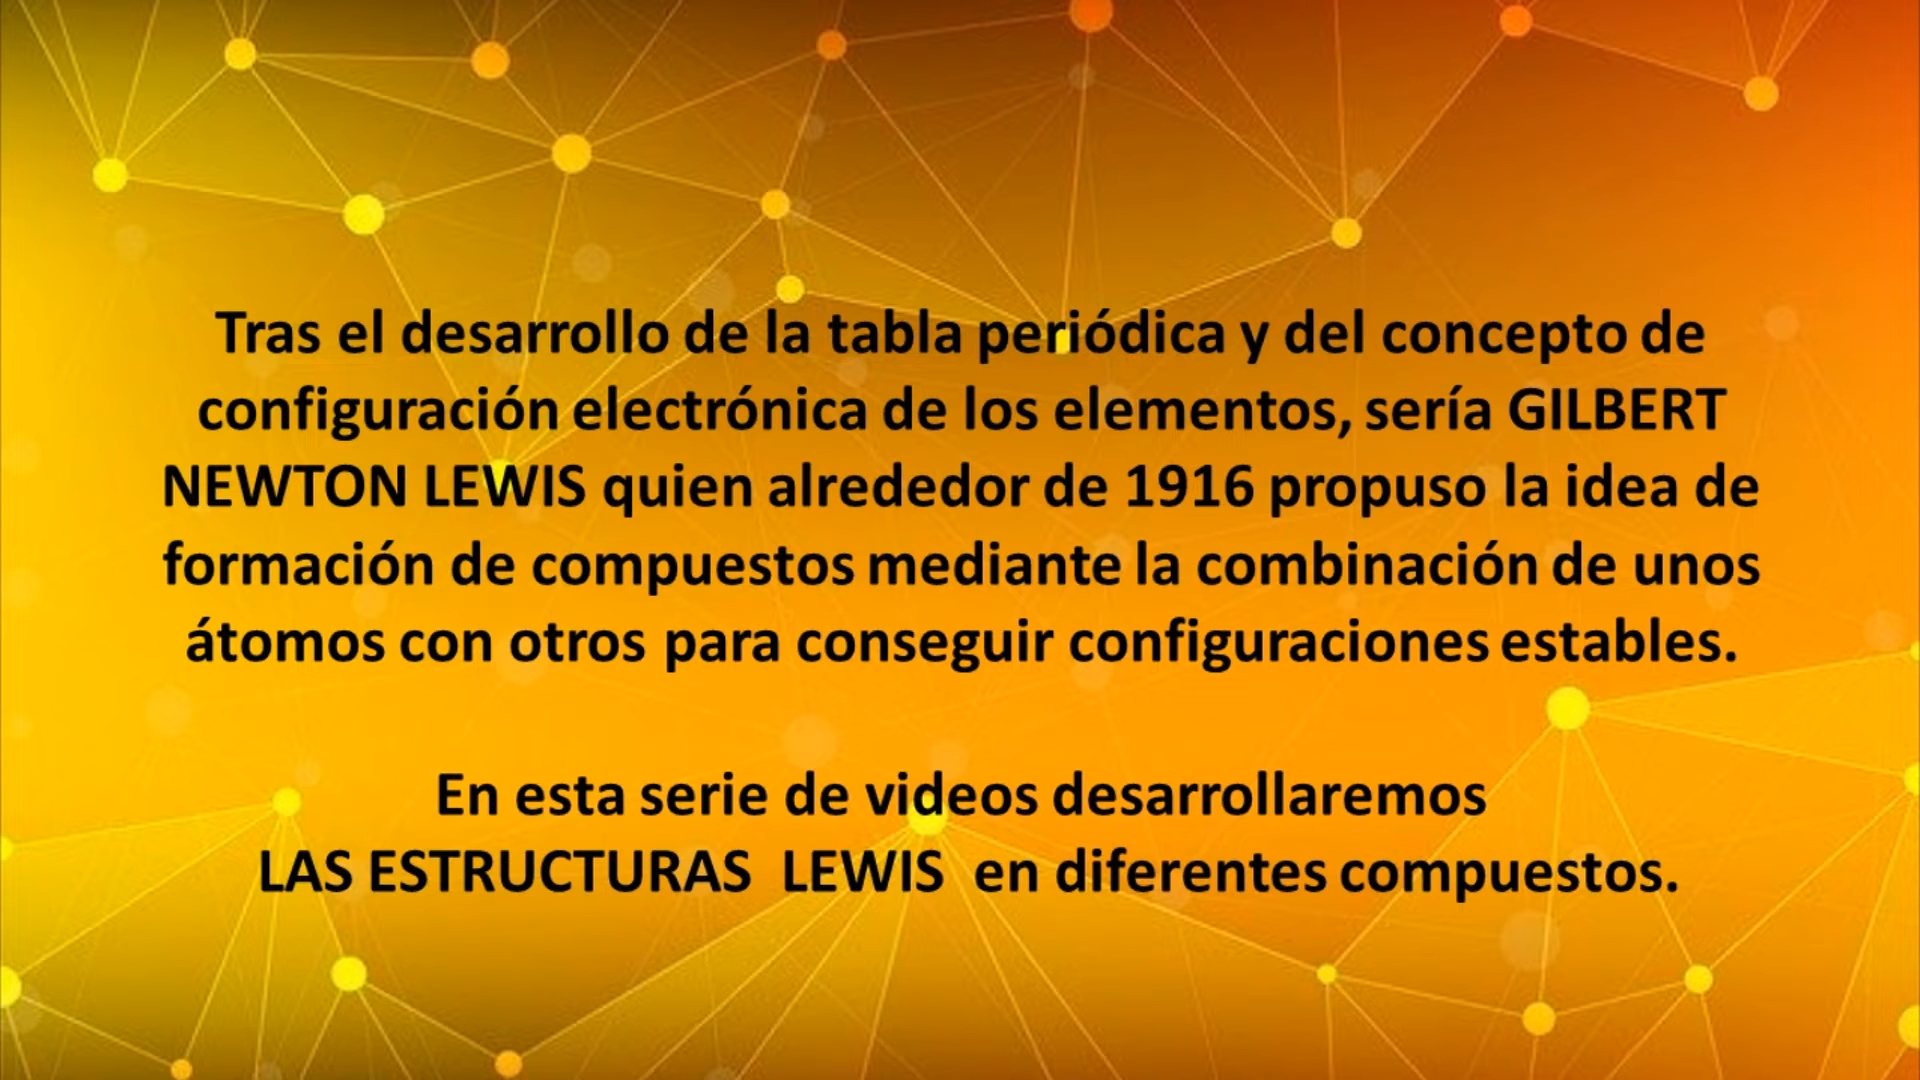 Tras el desarrollo de la tabla periódica y del concepto de
configuración electrónica de los elementos, sería GILBERT
NEWTON LEWIS quien alrededor de 1916 propuso la idea de
formación de compuestos mediante la combinación de unos
átomos con otros para conseguir configuraciones estables.
En esta serie de videos desarrollaremos
LAS ESTRUCTURAS LEWIS en diferentes compuestos.